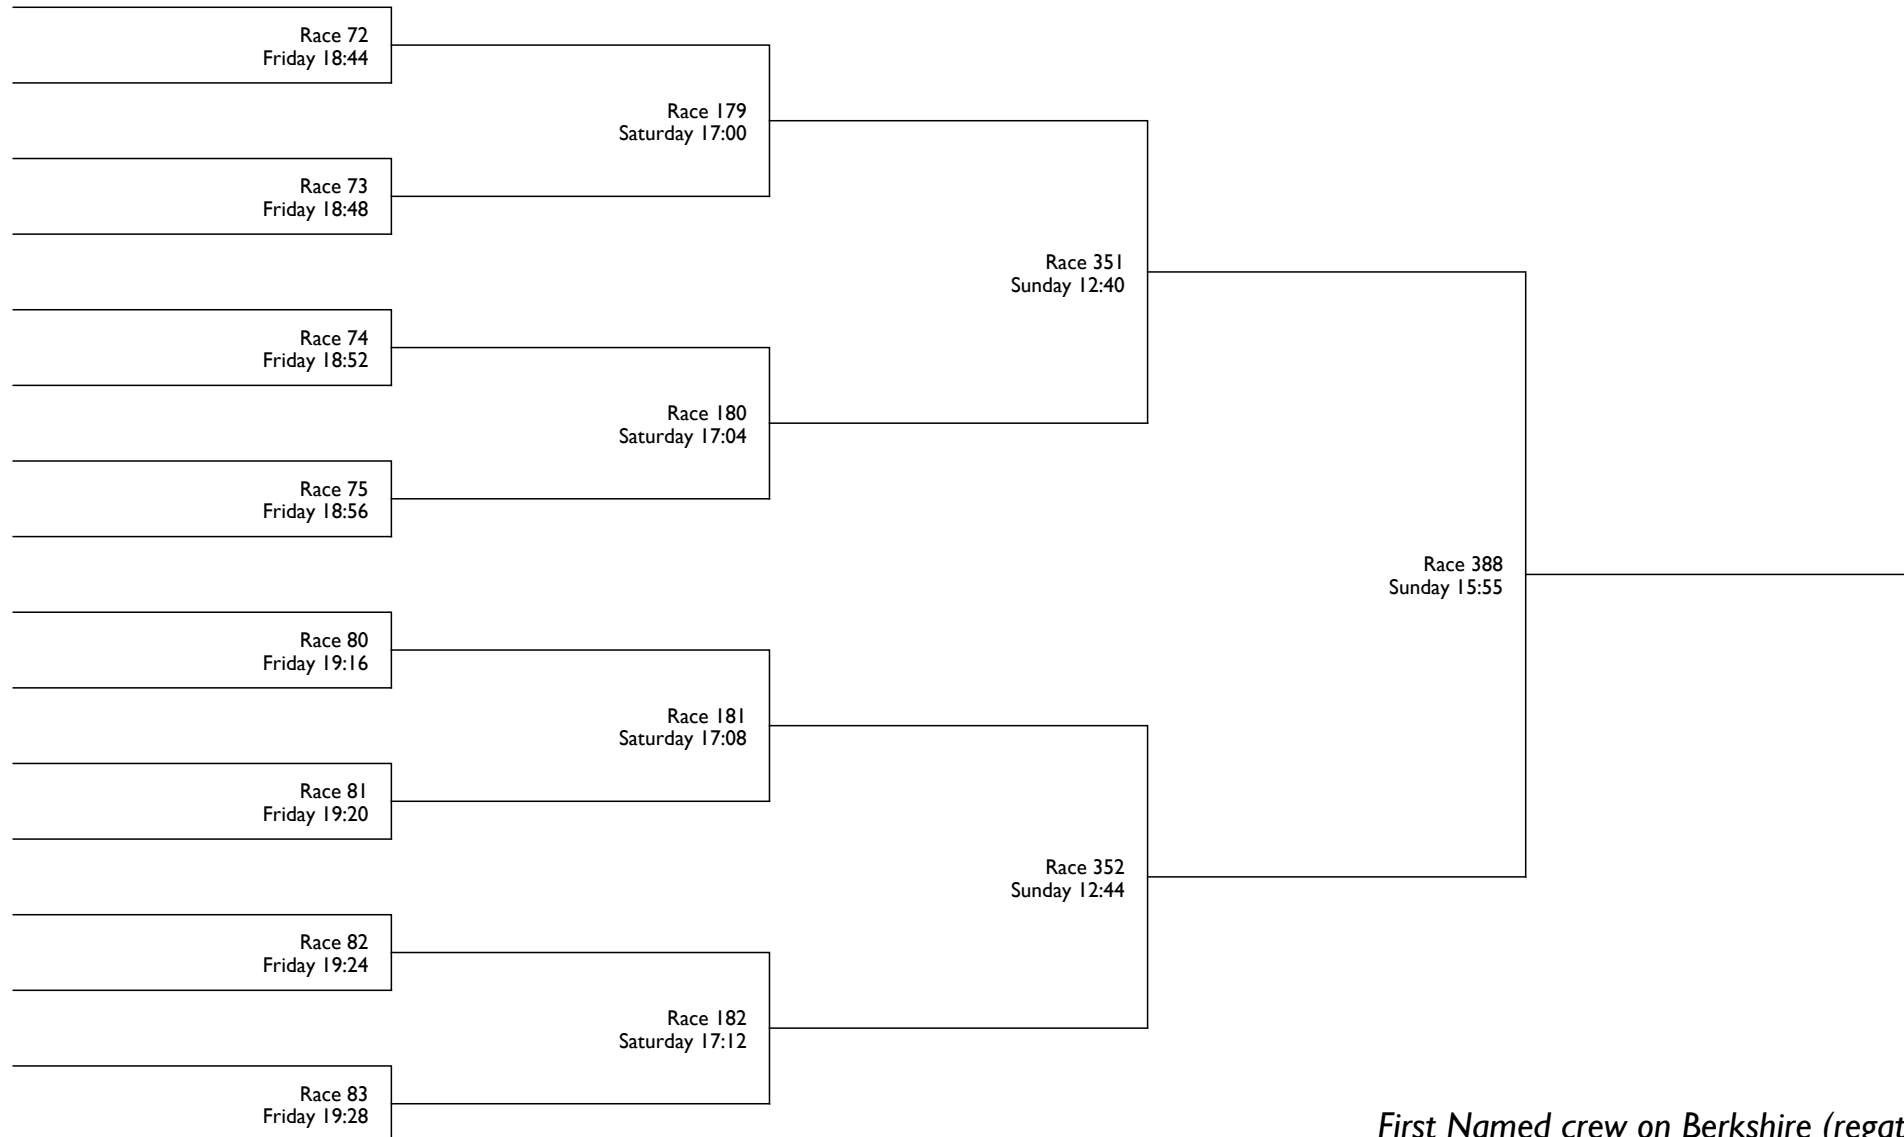 Race 72
Friday 18:44
Race 179
Saturday 17:00
Race 73
Friday 18:48
Race 351
Sunday 12:40
Race 74
Friday 18:52
Race 180
Saturday 17:04
Race 75
Friday 18:56
Race 388
Sunday 15:55
Race 80
Friday 19:16
Race 181
Saturday 17:08
Race 81
Friday 19:20
Race 352
Sunday 12:44
Race 82
Friday 19:24
Race 182
Saturday 17:12
Race 83
Friday 19:28
First Named crew on Berkshire (regat